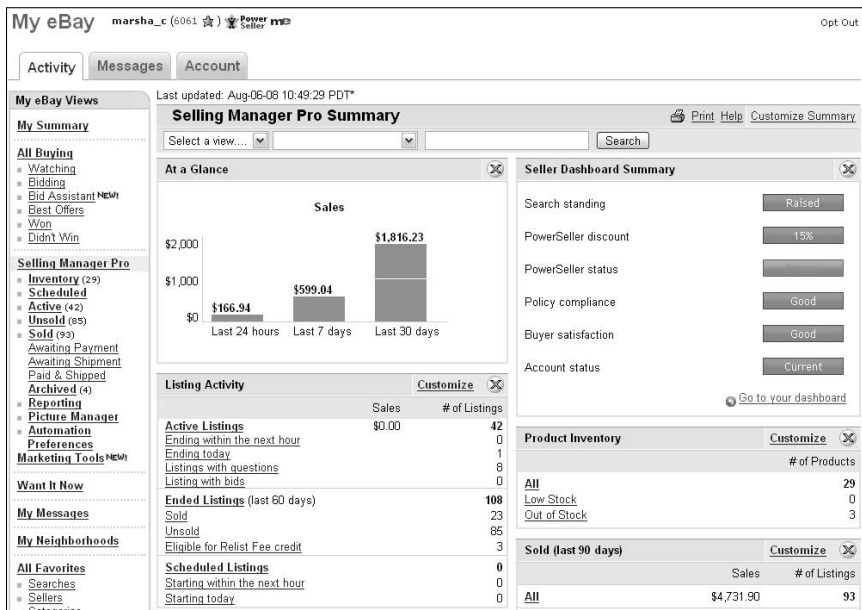 My eBay marsha_c (6061 ) Power Seller me Opt Out
Activity Messages Account
My eBay Views
My Summary
All Buying
Watching
Bidding
Bid Assistant NEW!
Best Offers
Won
Didn't Win
Selling Manager Pro
Inventory (29)
Scheduled
Active (42)
Unsold (85)
Sold (93)
Awaiting Payment
Awaiting Shipment
Paid & Shipped
Archived (4)
Reporting
Picture Manager
Automation
Preferences
Marketing Tools NEW!
Want It Now
My Messages
My Neighborhoods
All Favorites
Searches
Sellers
Categories
Last updated: Aug-06-08 10:49:29 PDT*
Selling Manager Pro Summary Print Help Customize Summary
Select a view.... Search
At a Glance
Sales
$2,000
$1,000
$0
$166.94
$599.04
$1,816.23
Last 24 hours Last 7 days Last 30 days
Listing Activity Customize
Sales # of Listings
Active Listings $0.00 42
Ending within the next hour 0
Ending today 1
Listings with questions 8
Listing with bids 0
Ended Listings (last 60 days) 108
Sold 23
Unsold 85
Eligible for Relist Fee credit 3
Scheduled Listings 0
Starting within the next hour 0
Starting today 0
Seller Dashboard Summary
Search standing Raised
PowerSeller discount 15%
PowerSeller status
Policy compliance Good
Buyer satisfaction Good
Account status Current
Go to your dashboard
Product Inventory Customize
# of Products
All 29
Low Stock 0
Out of Stock 3
Sold (last 90 days) Customize
Sales # of Listings
All $4,731.90 93